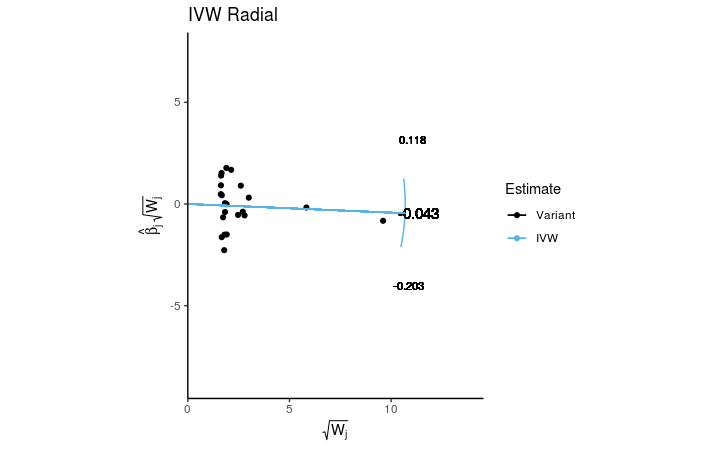 IVW Radial
5
0
-5
β̂ⱼ√Wⱼ
0.118
-0.043
-0.203
0
5
10
√Wⱼ
Estimate
Variant
IVW